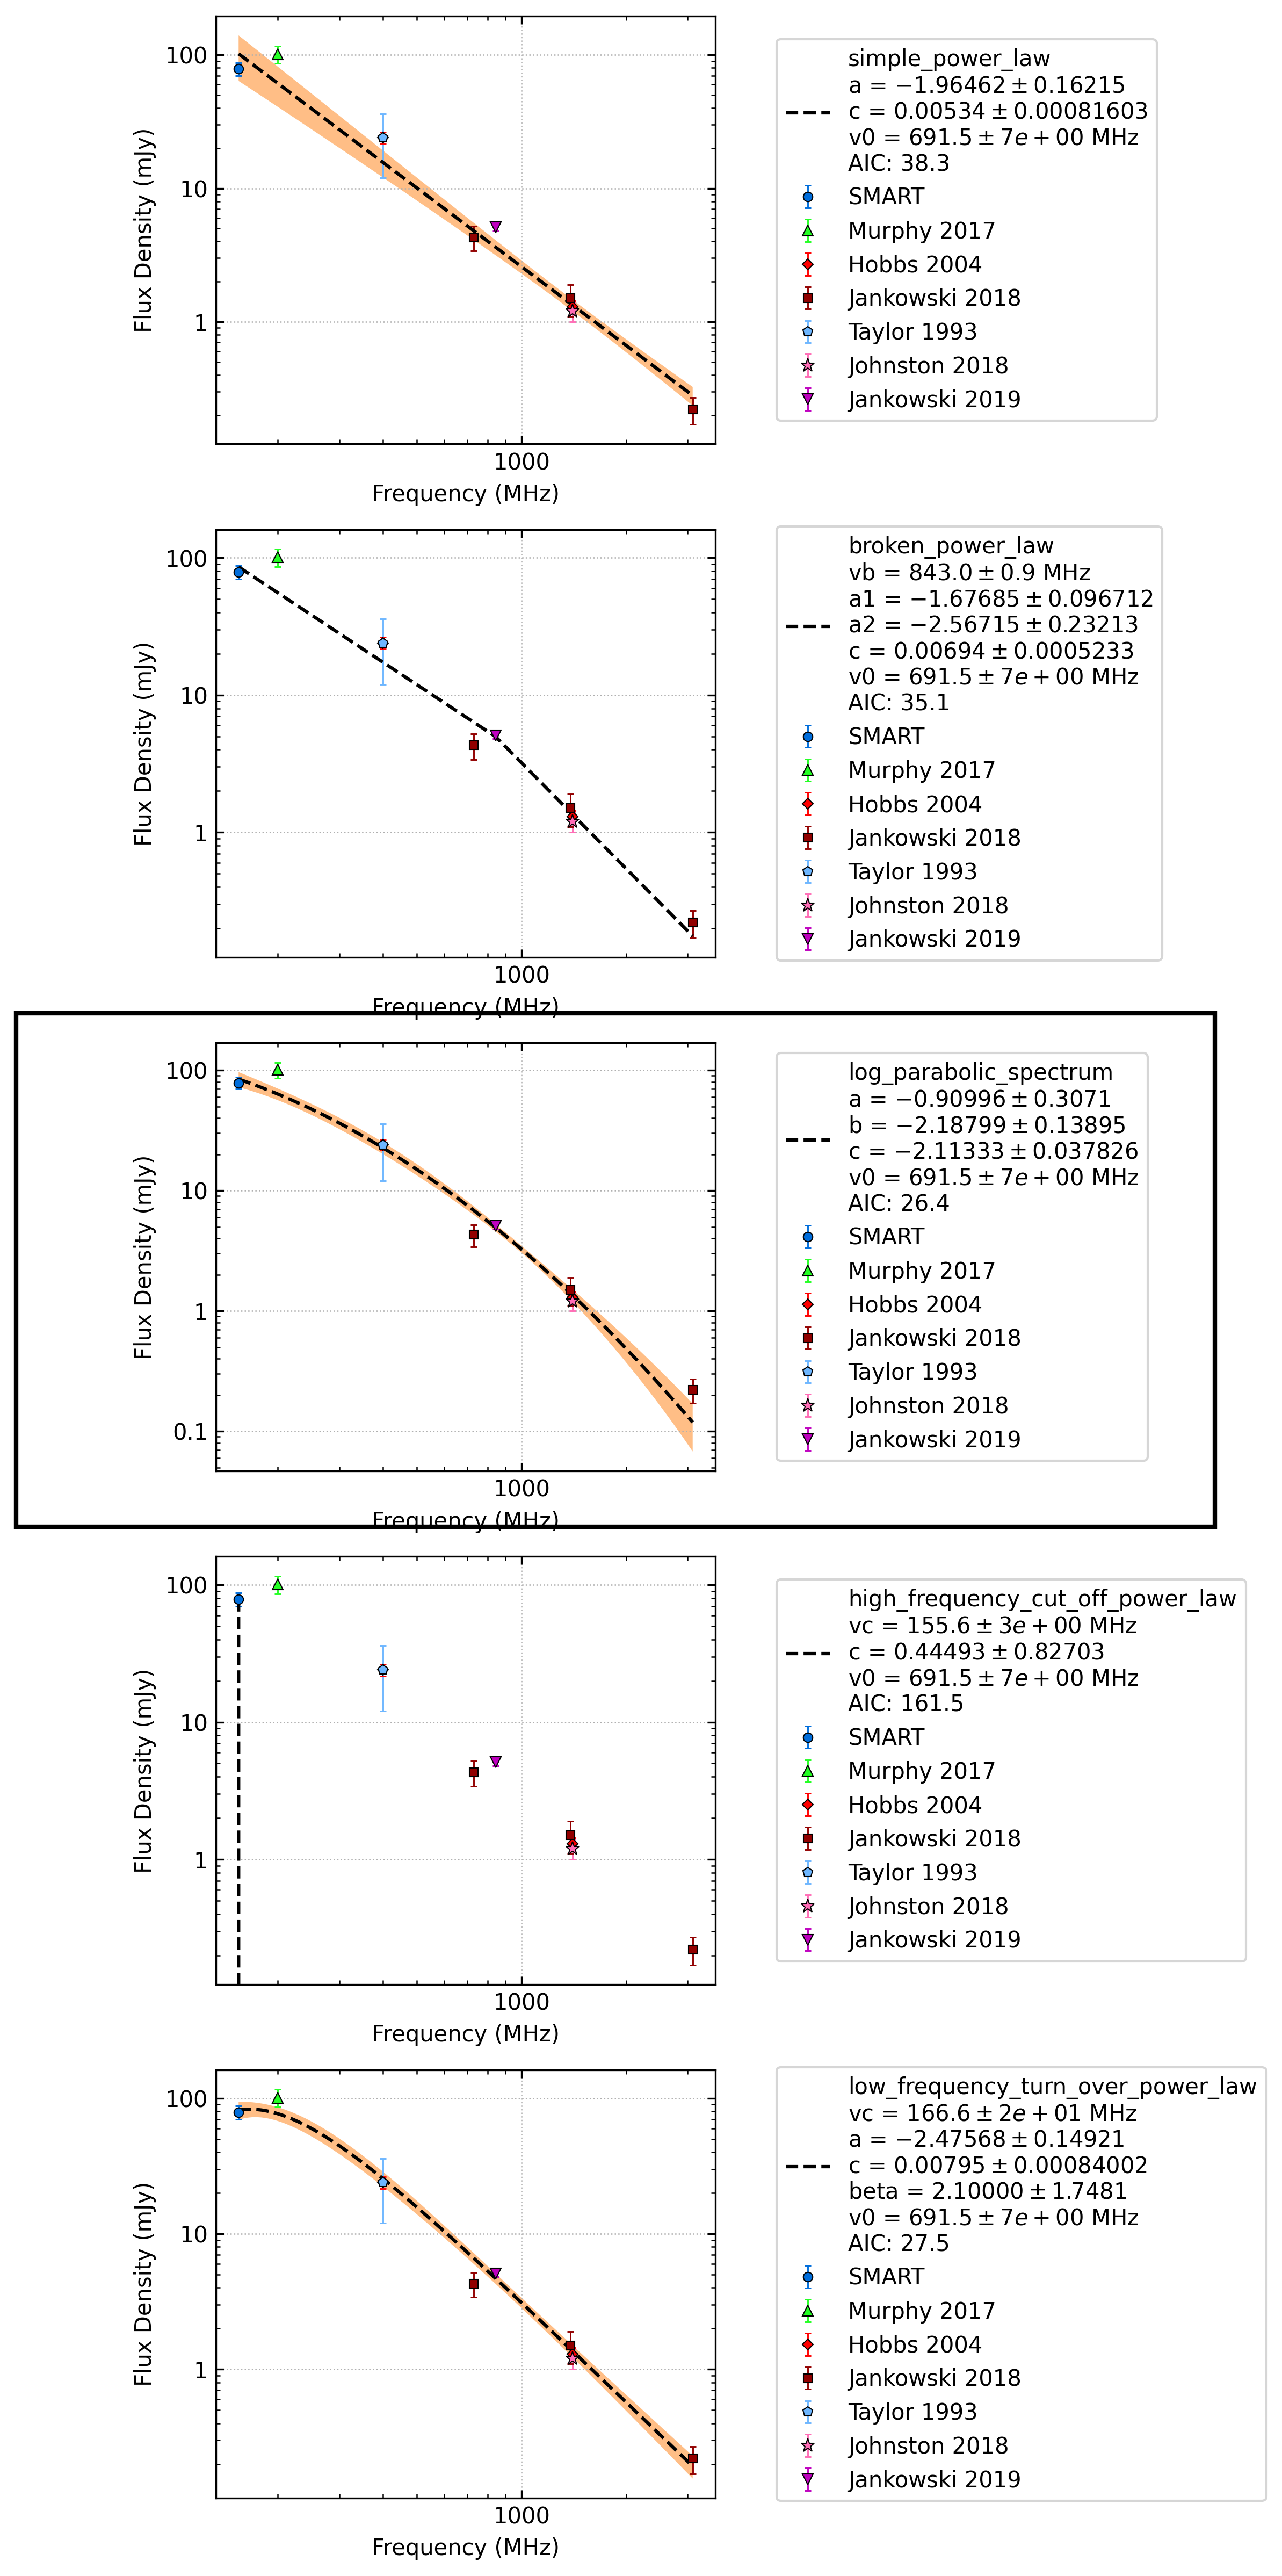 100
10
1
Flux Density (mJy)
1000
Frequency (MHz)
simple_power_law
a = −1.96462 ± 0.16215
c = 0.00534 ± 0.00081603
v0 = 691.5 ± 7e + 00 MHz
AIC: 38.3
SMART
Murphy 2017
Hobbs 2004
Jankowski 2018
Taylor 1993
Johnston 2018
Jankowski 2019
100
10
1
Flux Density (mJy)
1000
Frequency (MHz)
broken_power_law
vb = 843.0 ± 0.9 MHz
a1 = −1.67685 ± 0.096712
a2 = −2.56715 ± 0.23213
c = 0.00694 ± 0.0005233
v0 = 691.5 ± 7e + 00 MHz
AIC: 35.1
SMART
Murphy 2017
Hobbs 2004
Jankowski 2018
Taylor 1993
Johnston 2018
Jankowski 2019
100
10
1
0.1
Flux Density (mJy)
1000
Frequency (MHz)
log_parabolic_spectrum
a = −0.90996 ± 0.3071
b = −2.18799 ± 0.13895
c = −2.11333 ± 0.037826
v0 = 691.5 ± 7e + 00 MHz
AIC: 26.4
SMART
Murphy 2017
Hobbs 2004
Jankowski 2018
Taylor 1993
Johnston 2018
Jankowski 2019
100
10
1
Flux Density (mJy)
1000
Frequency (MHz)
high_frequency_cut_off_power_law
vc = 155.6 ± 3e + 00 MHz
c = 0.44493 ± 0.82703
v0 = 691.5 ± 7e + 00 MHz
AIC: 161.5
SMART
Murphy 2017
Hobbs 2004
Jankowski 2018
Taylor 1993
Johnston 2018
Jankowski 2019
100
10
1
Flux Density (mJy)
1000
Frequency (MHz)
low_frequency_turn_over_power_law
vc = 166.6 ± 2e + 01 MHz
a = −2.47568 ± 0.14921
c = 0.00795 ± 0.00084002
beta = 2.10000 ± 1.7481
v0 = 691.5 ± 7e + 00 MHz
AIC: 27.5
SMART
Murphy 2017
Hobbs 2004
Jankowski 2018
Taylor 1993
Johnston 2018
Jankowski 2019